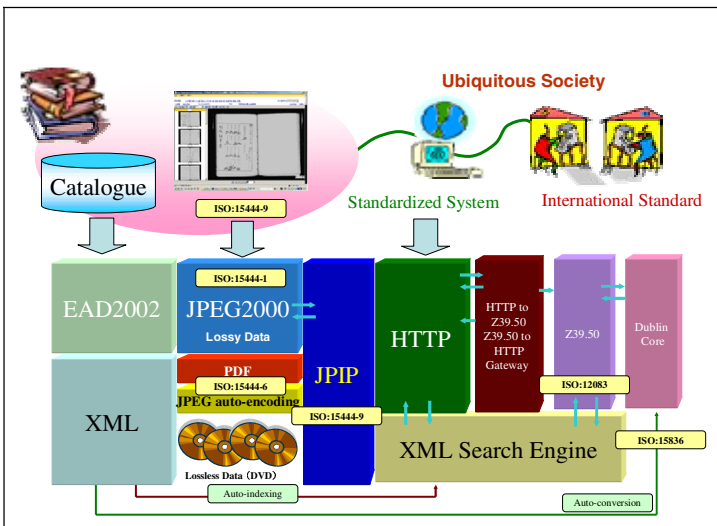 Ubiquitous Society
Catalogue
ISO:15444-9
Standardized System
International Standard
EAD2002
ISO:15444-1
JPEG2000
Lossy Data
PDF
ISO:15444-6
JPEG auto-encoding
JPIP
HTTP
HTTP to
Z39.50
Z39.50 to
HTTP
Gateway
Z39.50
Dublin
Core
ISO:12083
XML
ISO:15444-9
XML Search Engine
ISO:15836
Lossless Data (DVD)
Auto-indexing
Auto-conversion